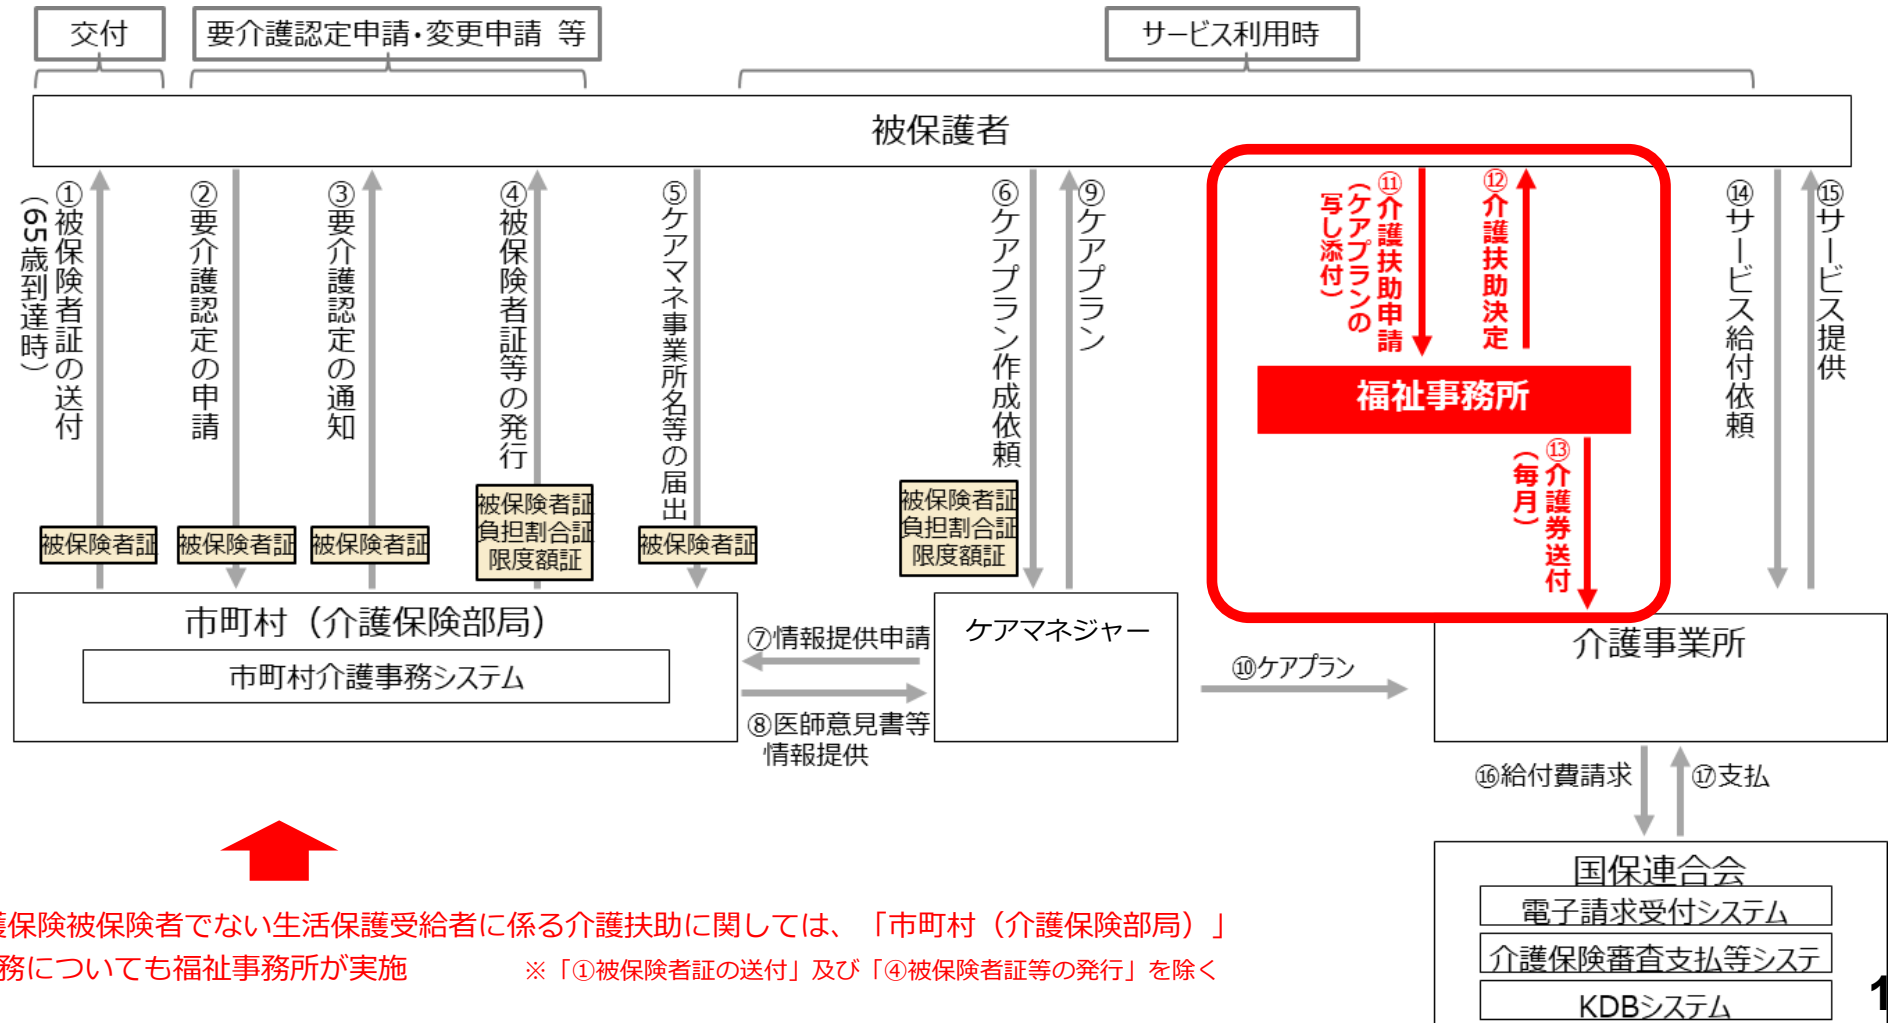 交付
要介護認定申請・変更申請 等
サービス利用時
被保護者
①被保険者証の送付
（65歳到達時）
②要介護認定の申請
③要介護認定の通知
④被保険者証等の発行
⑤ケアマネ事業所名等の届出
⑥ケアプラン作成依頼
⑨ケアプラン
⑪介護扶助申請
（ケアプランの
写し添付）
⑫介護扶助決定
⑭サービス給付依頼
⑮サービス提供
福祉事務所
⑬介護券送付
（毎月）
被保険者証
被保険者証
被保険者証
被保険者証
負担割合証
限度額証
被保険者証
被保険者証
負担割合証
限度額証
市町村（介護保険部局）
市町村介護事務システム
⑦情報提供申請
⑧医師意見書等
情報提供
ケアマネジャー
⑩ケアプラン
介護事業所
⑯給付費請求
⑰支払
国保連合会
電子請求受付システム
介護保険審査支払等システ
KDBシステム
護保険被保険者でない生活保護受給者に係る介護扶助に関しては、「市町村（介護保険部局）」
務についても福祉事務所が実施
※「①被保険者証の送付」及び「④被保険者証等の発行」を除く
1